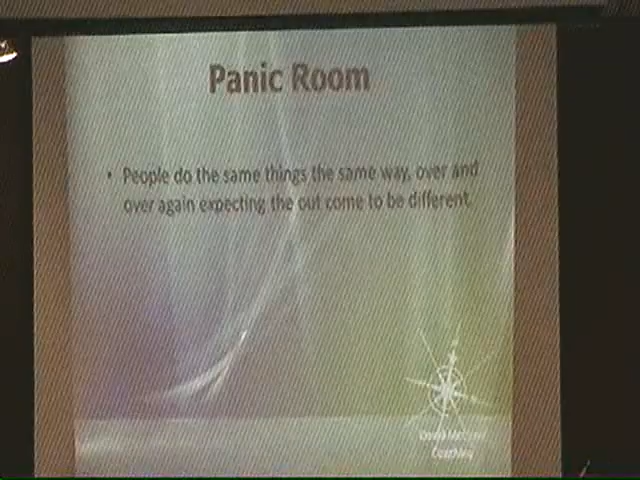 Panic Room
• People do the same things the same way, over and
over again expecting the out come to be different.
Coaching